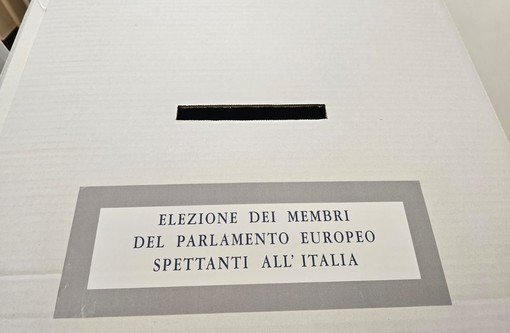 ELEZIONE DEI MEMBRI
DEL PARLAMENTO EUROPEO
SPETTANTI ALL'ITALIA